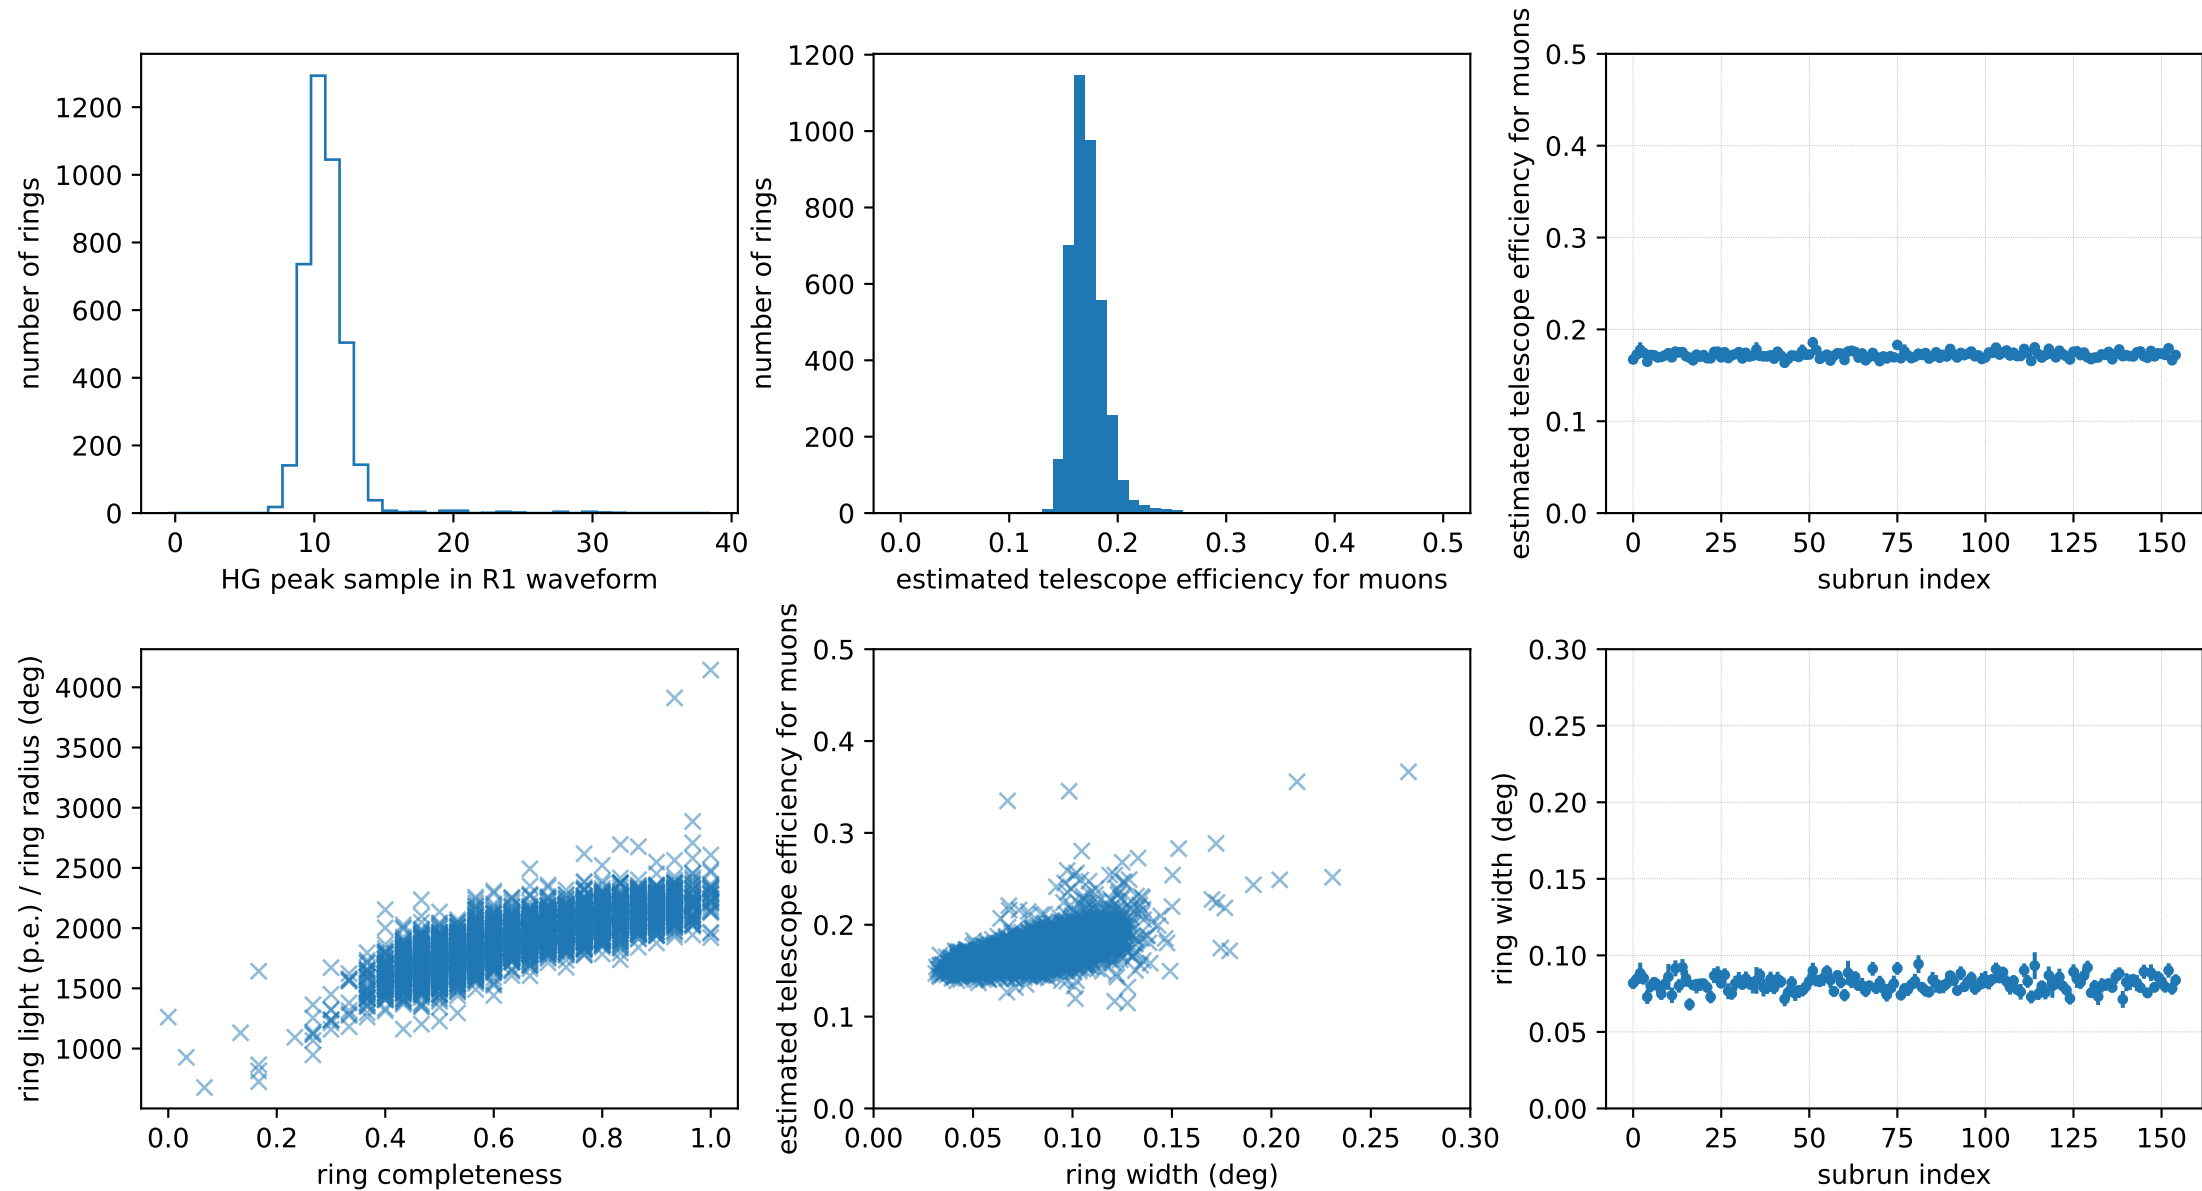 1200
1000
800
600
400
200
0
number of rings
0 10 20 30 40
HG peak sample in R1 waveform
1200
1000
800
600
400
200
0
number of rings
0.0 0.1 0.2 0.3 0.4 0.5
estimated telescope efficiency for muons
0.5
0.4
0.3
0.2
0.1
0.0
estimated telescope efficiency for muons
0 25 50 75 100 125 150
subrun index
4000
3500
3000
2500
2000
1500
1000
ring light (p.e.) / ring radius (deg)
0.0 0.2 0.4 0.6 0.8 1.0
ring completeness
0.5
0.4
0.3
0.2
0.1
0.0
estimated telescope efficiency for muons
0.00 0.05 0.10 0.15 0.20 0.25 0.30
ring width (deg)
0.30
0.25
0.20
0.15
0.10
0.05
0.00
ring width (deg)
0 25 50 75 100 125 150
subrun index